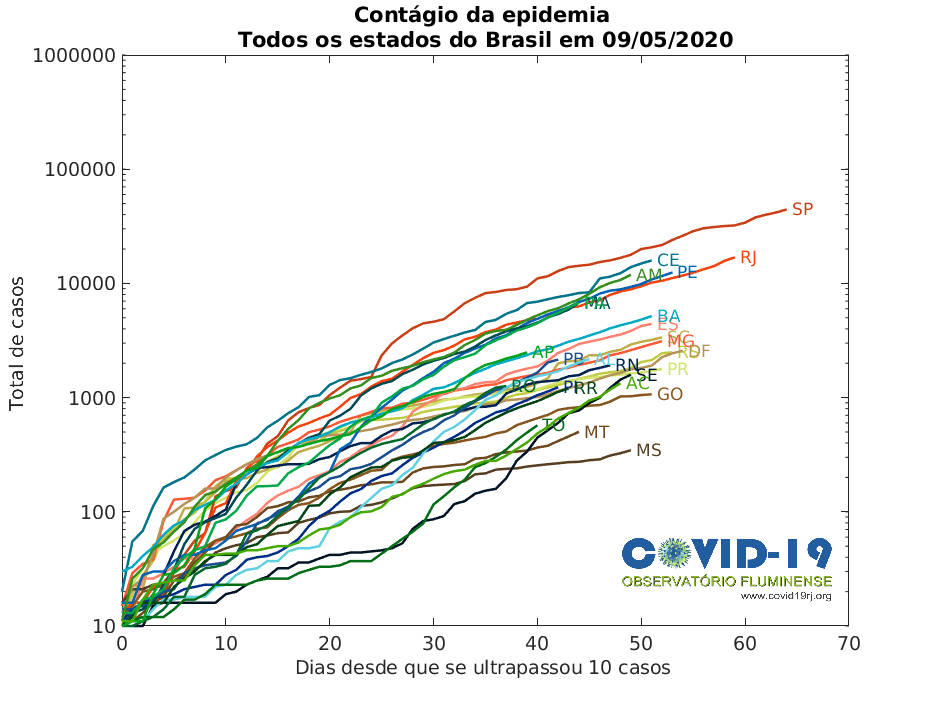 Contágio da epidemia
Todos os estados do Brasil em 09/05/2020
Total de casos
1000000
100000
10000
1000
100
10
0 10 20 30 40 50 60 70
Dias desde que se ultrapassou 10 casos
SP
RJ
CE
PE
AM
MA
BA
ES
MG
DF
AP
PB
AL
RN
PR
SE
RO
RR
AC
GO
TO
MT
MS
COVID-19
OBSERVATÓRIO FLUMINENSE
www.covid19rj.org